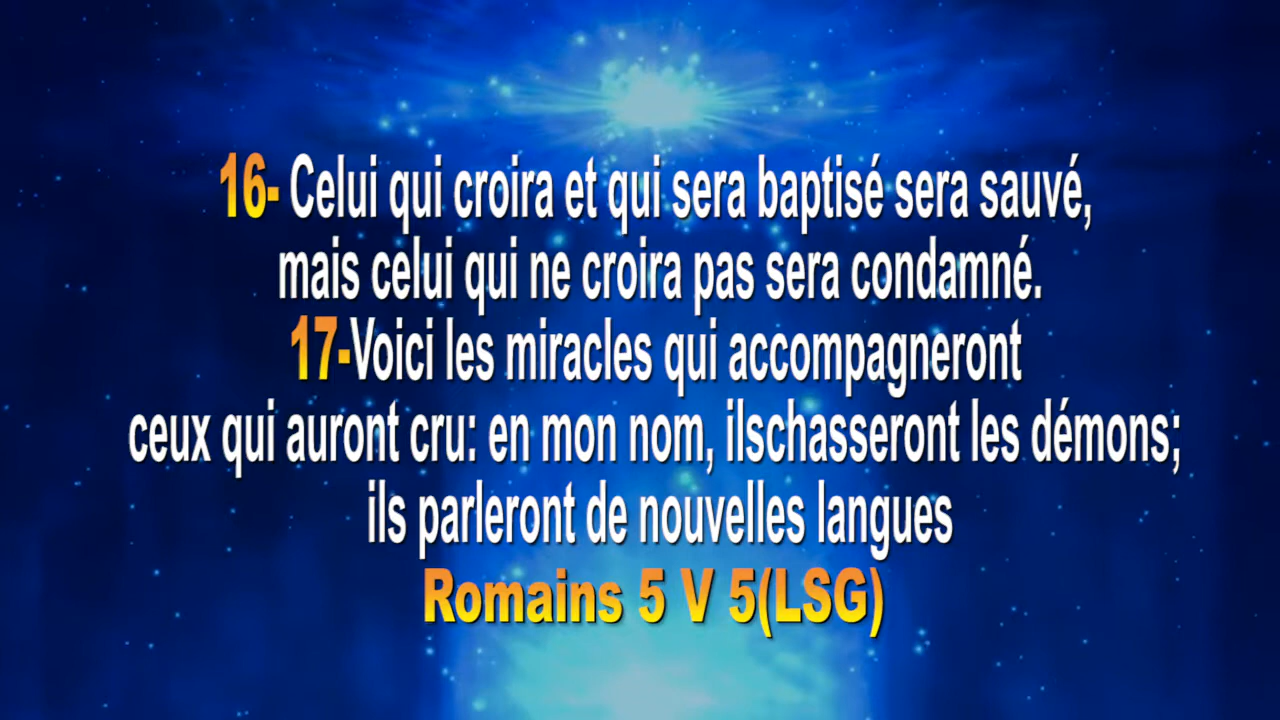 16- Celui qui croira et qui sera baptisé sera sauvé,
mais celui qui ne croira pas sera condamné.
17-Voici les miracles qui accompagneront
ceux qui auront cru: en mon nom, ilschasseront les démons;
ils parleront de nouvelles langues
Romains 5 V 5(LSG)